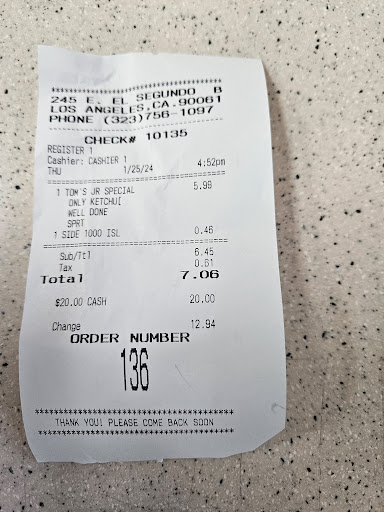 ********************************
245 E. EL SEGUNDO B
LOS ANGELES,CA.90061
PHONE (323)756-1097
--------------------------------
CHECK# 10135
REGISTER 1
Cashier: CASHIER 1 4:52pm
THU 1/25/24
================================
1 TOM'S JR SPECIAL 5.99
ONLY KETCHU[
WELL DONE
SPRT
1 SIDE 1000 ISL 0.46
================================
Sub/Ttl 6.45
Tax 0.61
Total 7.06
$20.00 CASH 20.00
Change 12.94
ORDER NUMBER
136
********************************
THANK YOU! PLEASE COME BACK SOON
********************************